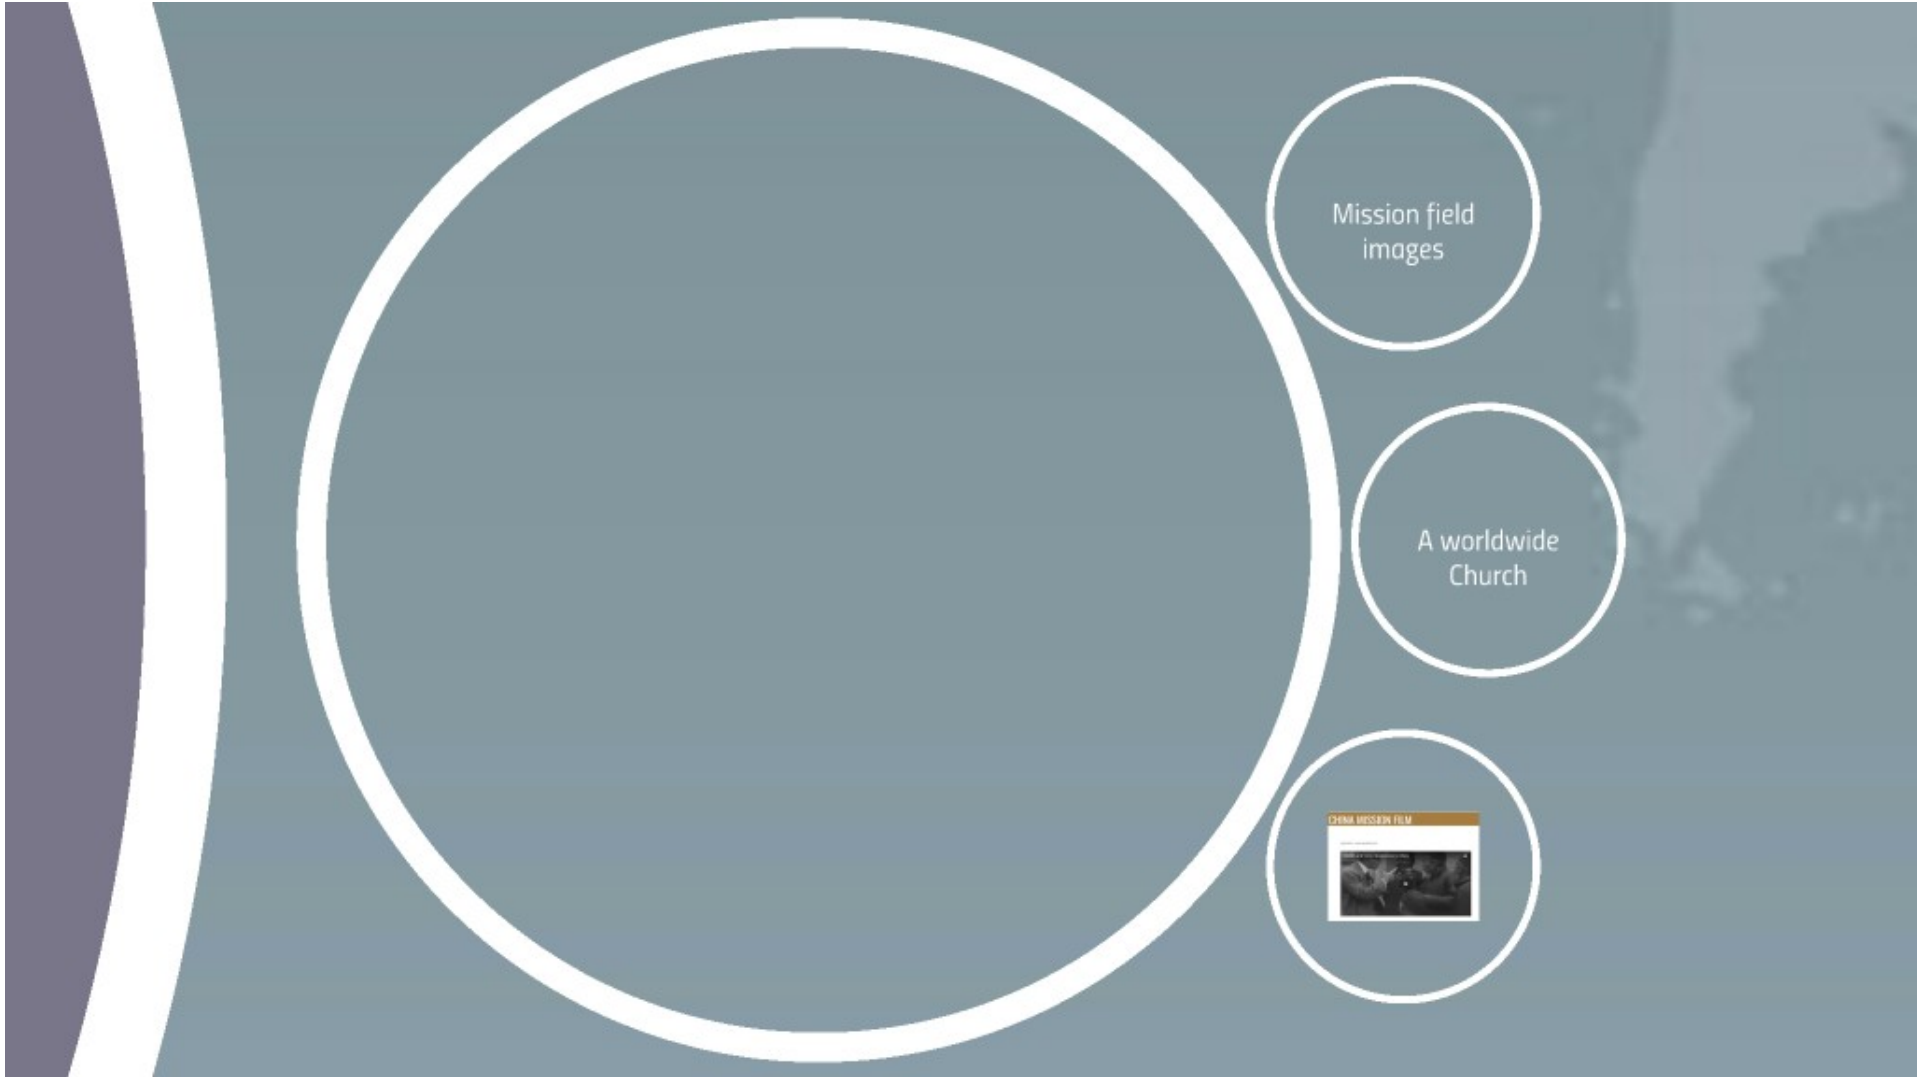 Mission field
images
A worldwide
Church
CHINA MISSION FILM